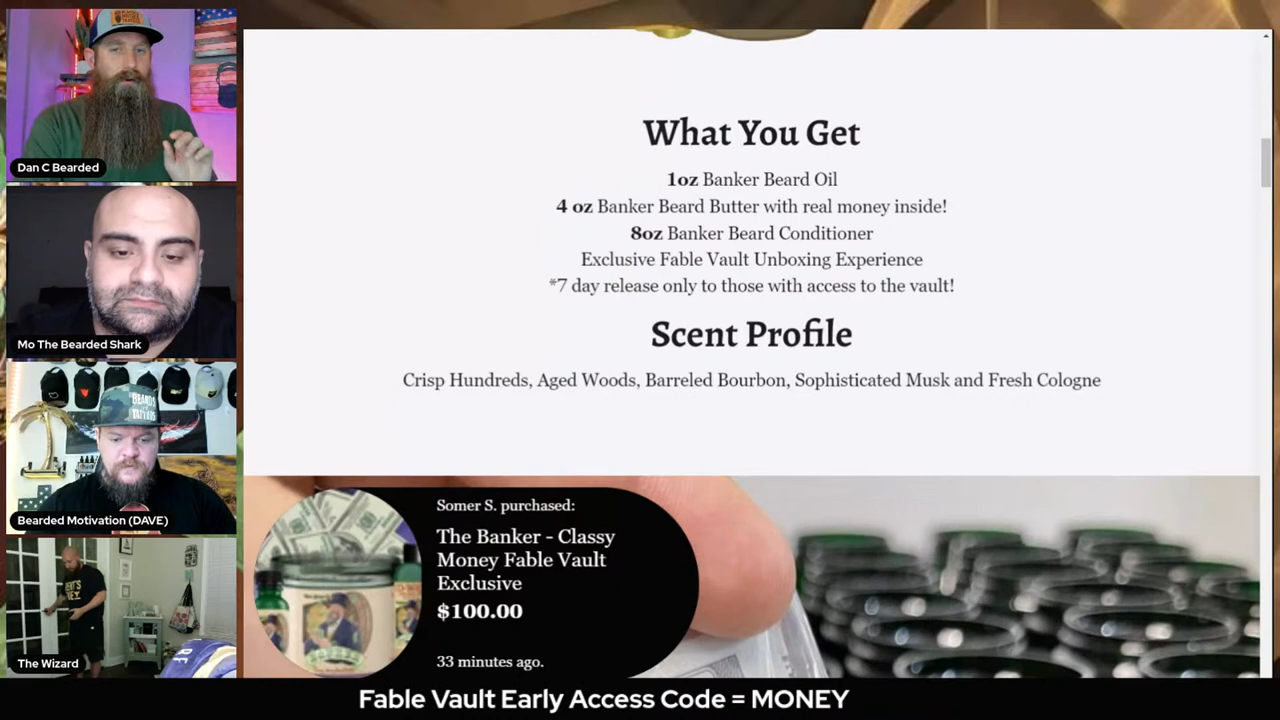 Dan C Bearded
Mo The Bearded Shark
BEARDS
TATTOOS
Bearded Motivation (DAVE)
The Wizard
What You Get
1oz Banker Beard Oil
4 oz Banker Beard Butter with real money inside!
8oz Banker Beard Conditioner
Exclusive Fable Vault Unboxing Experience
*7 day release only to those with access to the vault!
Scent Profile
Crisp Hundreds, Aged Woods, Barreled Bourbon, Sophisticated Musk and Fresh Cologne
Somer S. purchased:
The Banker - Classy
Money Fable Vault
Exclusive
$100.00
33 minutes ago.
Fable Vault Early Access Code = MONEY